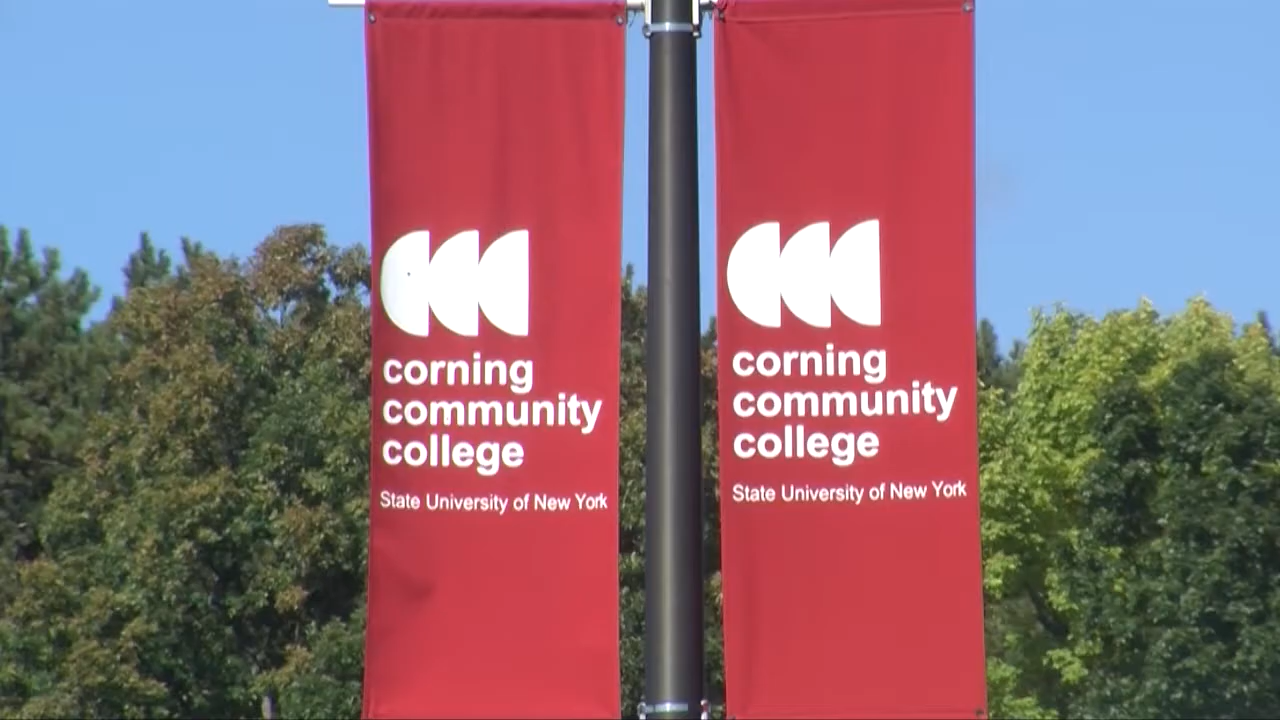 corning
community
college
State University of New York
corning
community
college
State University of New York